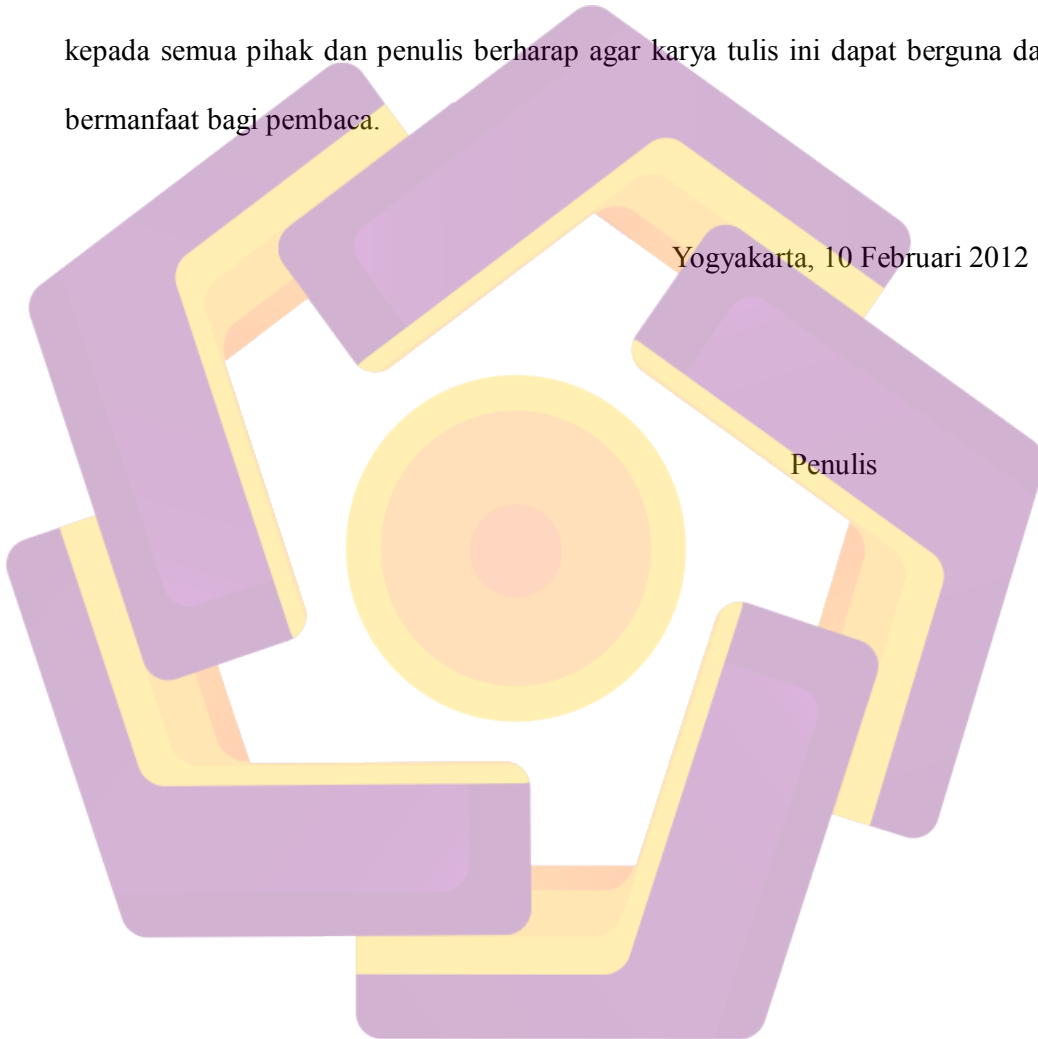 kepada semua pihak dan penulis berharap agar karya tulis ini dapat berguna da
bermanfaat bagi pembaca.
Yogyakarta, 10 Februari 2012
Penulis